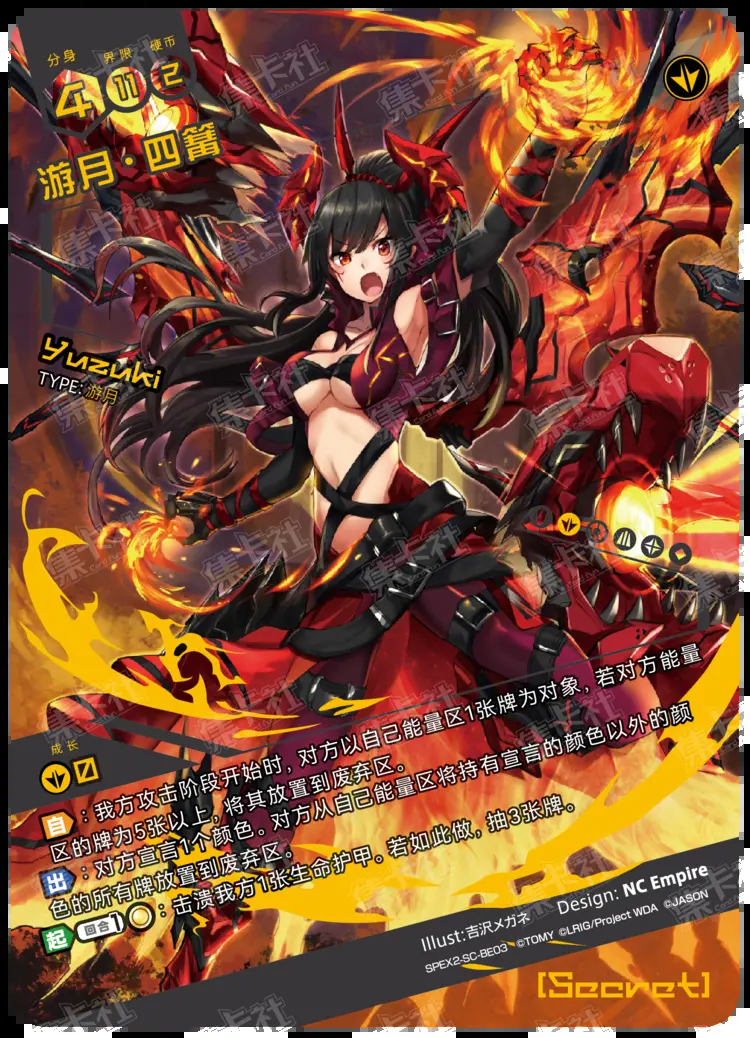 分身 界限 硬币
4 11 2
游月·四篝
Yuzuki
TYPE:游月
成长
0
自：我方攻击阶段开始时，对方以自己能量区1张牌为对象，若对方能量
区的牌为5张以上，将其放置到废弃区。
出：对方宣言1个颜色。对方从自己能量区将持有宣言的颜色以外的颜
色的所有牌放置到废弃区。
起 回合1 ：击溃我方1张生命护甲。若如此做，抽3张牌。
Illust:吉沢メガネ Design: NC Empire
SPEX2-SC-BE03 ©TOMY ©LRIG/Project WDA ©JASON
[Secret]
集卡社
Card.Fun